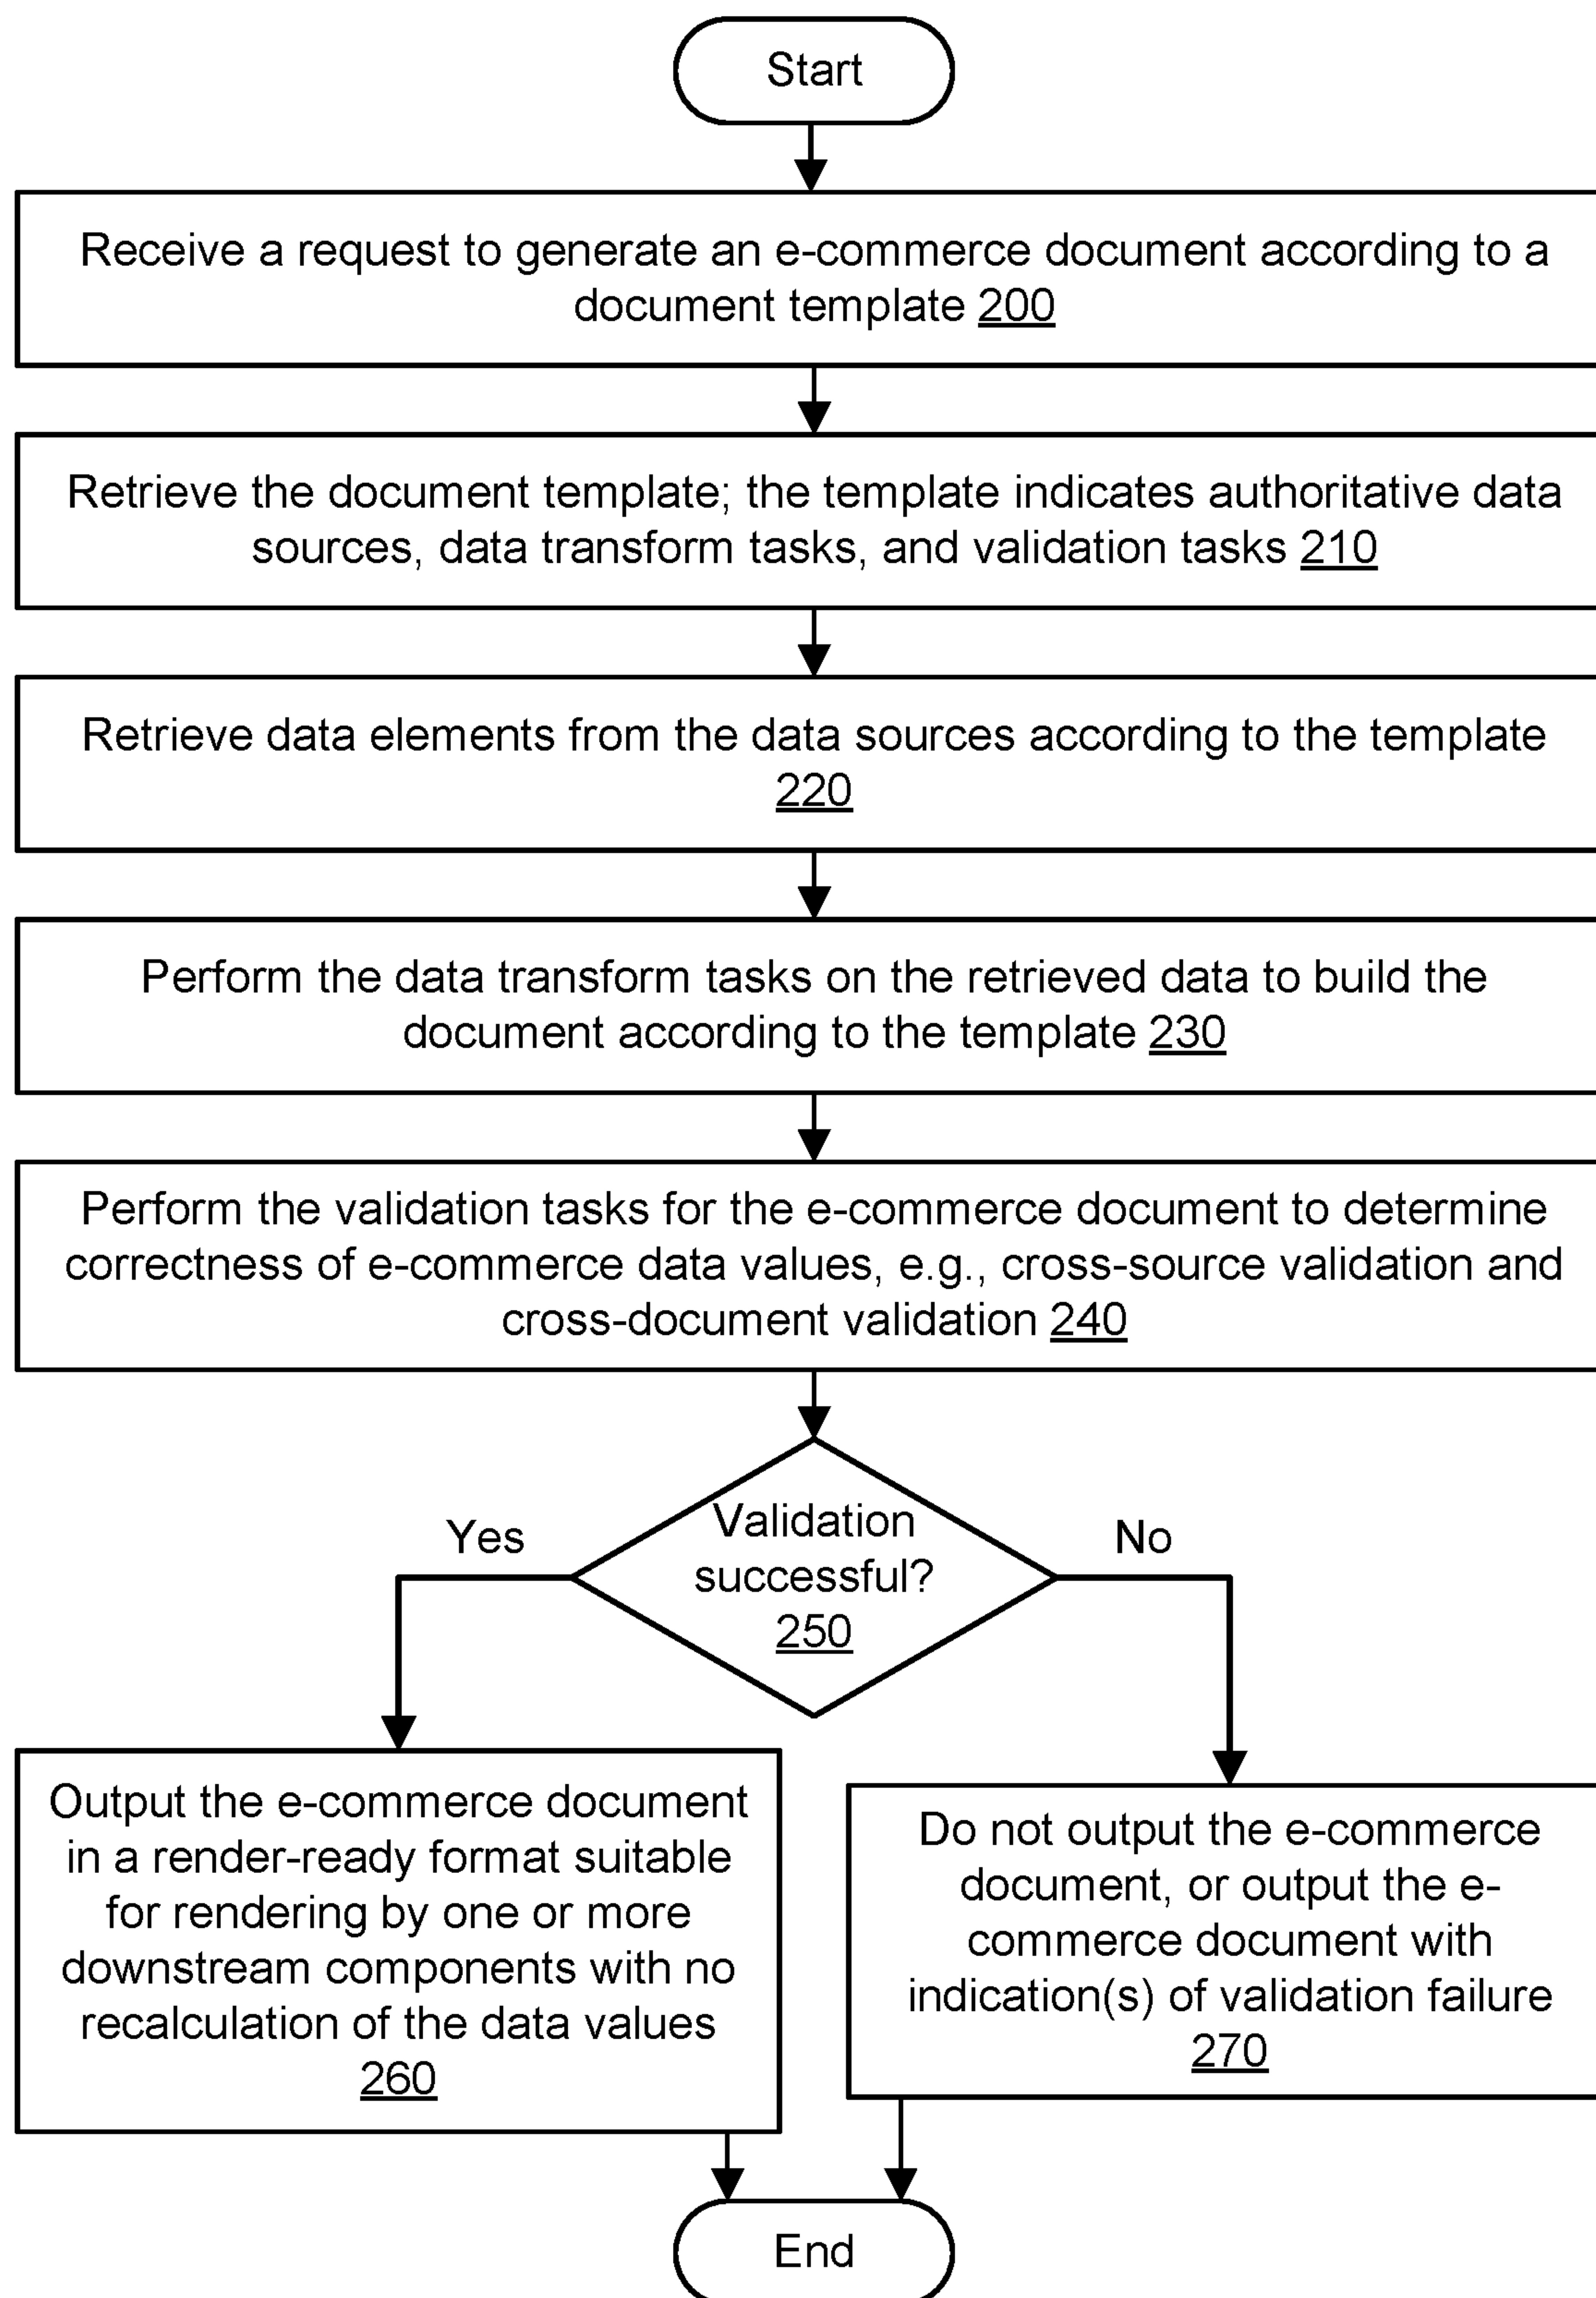 Start
Receive a request to generate an e-commerce document according to a
document template 200
Retrieve the document template; the template indicates authoritative data
sources, data transform tasks, and validation tasks 210
Retrieve data elements from the data sources according to the template
220
Perform the data transform tasks on the retrieved data to build the
document according to the template 230
Perform the validation tasks for the e-commerce document to determine
correctness of e-commerce data values, e.g., cross-source validation and
cross-document validation 240
Validation
successful?
250
Yes
No
Output the e-commerce document
in a render-ready format suitable
for rendering by one or more
downstream components with no
recalculation of the data values
260
Do not output the e-commerce
document, or output the e-
commerce document with
indication(s) of validation failure
270
End